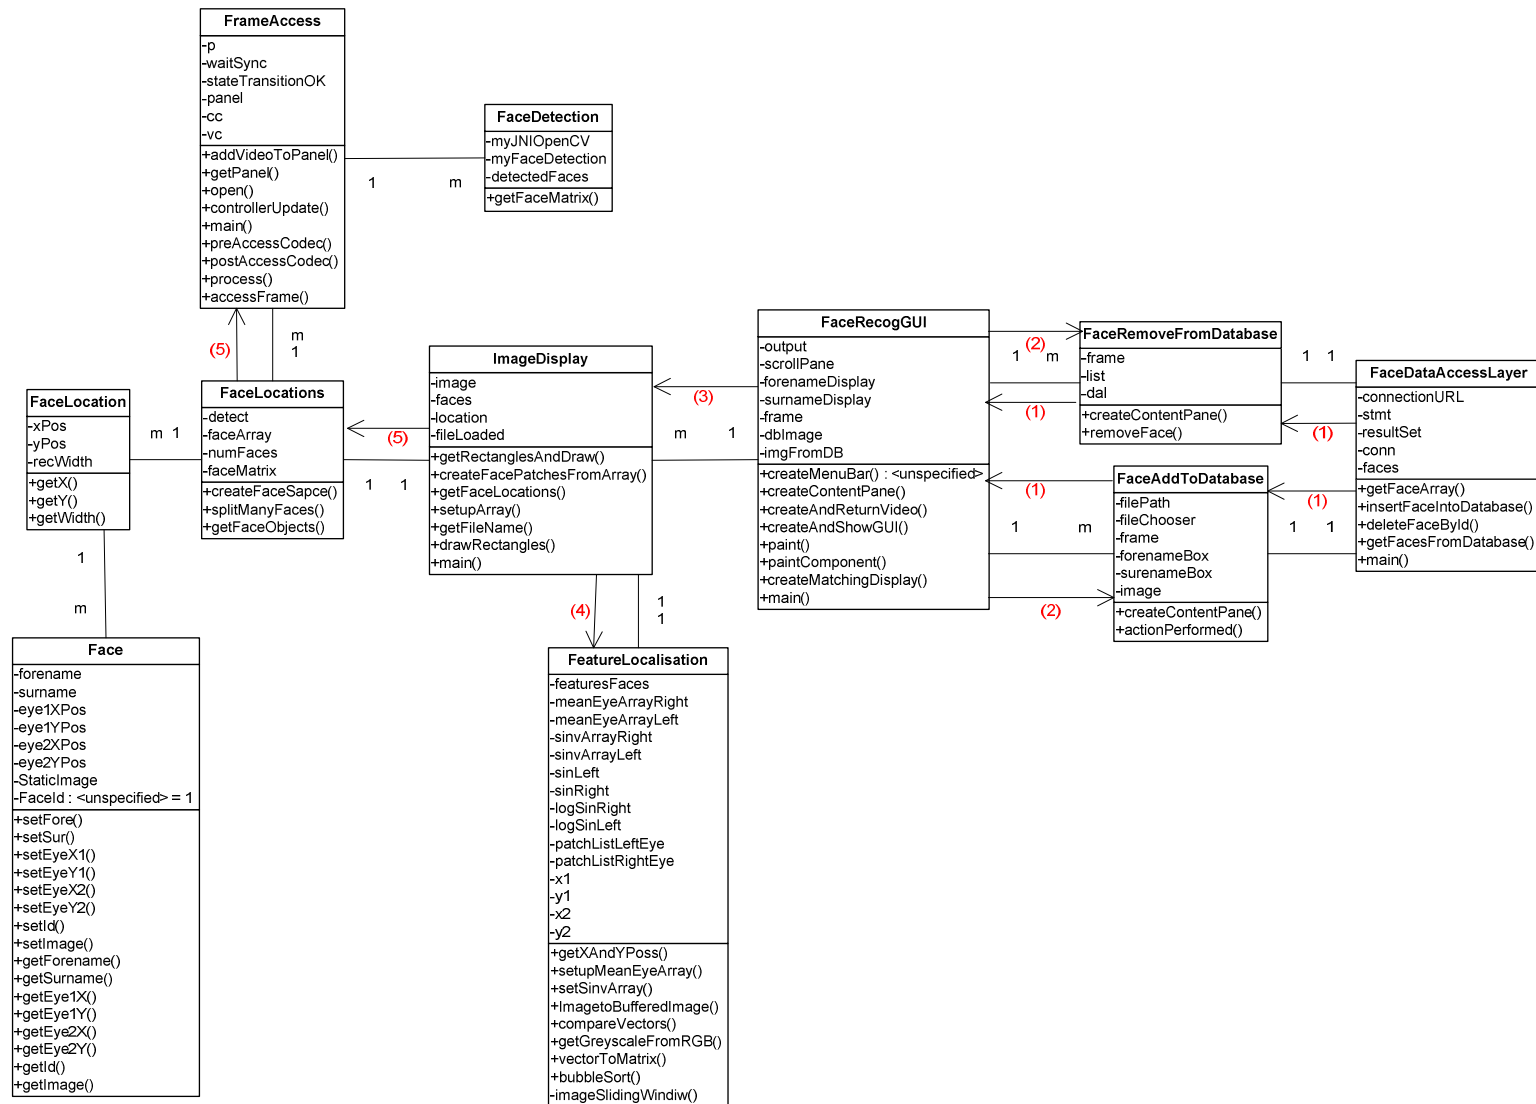 FrameAccess
-p
-waitSync
-stateTransitionOK
-panel
-cc
-vc
+addVideoToPanel()
+getPanel()
+open()
+controllerUpdate()
+main()
+preAccessCodec()
+postAccessCodec()
+process()
+accessFrame()
1
m
FaceDetection
-myJNIOpenCV
-myFaceDetection
-detectedFaces
+getFaceMatrix()
(5)
m
1
FaceLocation
-xPos
-yPos
-recWidth
+getX()
+getY()
+getWidth()
m 1
FaceLocations
-detect
-faceArray
-numFaces
-faceMatrix
+createFaceSapce()
+splitManyFaces()
+getFaceObjects()
(5)
1 1
ImageDisplay
-image
-faces
-location
-fileLoaded
+getRectanglesAndDraw()
+createFacePatchesFromArray()
+getFaceLocations()
+setupArray()
+getFileName()
+drawRectangles()
+main()
(3)
m 1
FaceRecogGUI
-output
-scrollPane
-forenameDisplay
-surnameDisplay
-frame
-dbImage
-imgFromDB
+createMenuBar() : <unspecified>
+createContentPane()
+createAndReturnVideo()
+createAndShowGUI()
+paint()
+paintComponent()
+createMatchingDisplay()
+main()
(2)
1 m
(1)
FaceRemoveFromDatabase
-frame
-list
-dal
+createContentPane()
+removeFace()
1 1
(1)
FaceDataAccessLayer
-connectionURL
-stmt
-resultSet
-conn
-faces
+getFaceArray()
+insertFaceIntoDatabase()
+deleteFaceById()
+getFacesFromDatabase()
+main()
(1)
1 m
(2)
FaceAddToDatabase
-filePath
-fileChooser
-frame
-forenameBox
-surenameBox
-image
+createContentPane()
+actionPerformed()
(1)
1 1
1
m
Face
-forename
-surname
-eye1XPos
-eye1YPos
-eye2XPos
-eye2YPos
-StaticImage
-FaceId : <unspecified> = 1
+setFore()
+setSur()
+setEyeX1()
+setEyeY1()
+setEyeX2()
+setEyeY2()
+setId()
+setImage()
+getForename()
+getSurname()
+getEye1X()
+getEye1Y()
+getEye2X()
+getEye2Y()
+getId()
+getImage()
(4)
1
1
FeatureLocalisation
-featuresFaces
-meanEyeArrayRight
-meanEyeArrayLeft
-sinvArrayRight
-sinvArrayLeft
-sinLeft
-sinRight
-logSinRight
-logSinLeft
-patchListLeftEye
-patchListRightEye
-x1
-y1
-x2
-y2
+getXAndYPoss()
+setupMeanEyeArray()
+setSinvArray()
+ImagetoBufferedImage()
+compareVectors()
+getGreyscaleFromRGB()
+vectorToMatrix()
+bubbleSort()
-imageSlidingWindiw()